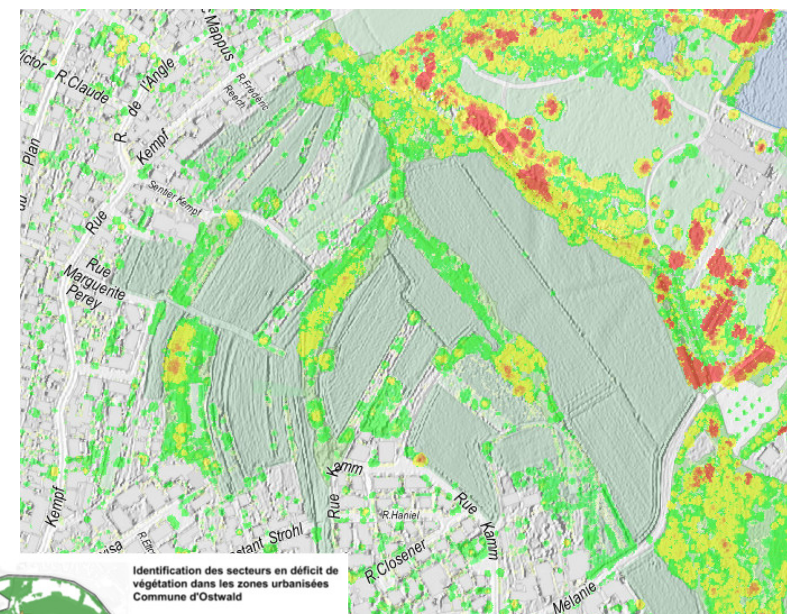 R. Mappus
Victor
R.Claude
R. de l'Angle
R.Frédéric
Reech
Kempf
Plan
Sentier Kempf
Rue
Rue
Marguerite
Perey
Kempf
Rue Kamm
R.Haniel
Rue Kamm
Strohl
R.Closener
Mélanie
Identification des secteurs en déficit de
végétation dans les zones urbanisées
Commune d'Ostwald